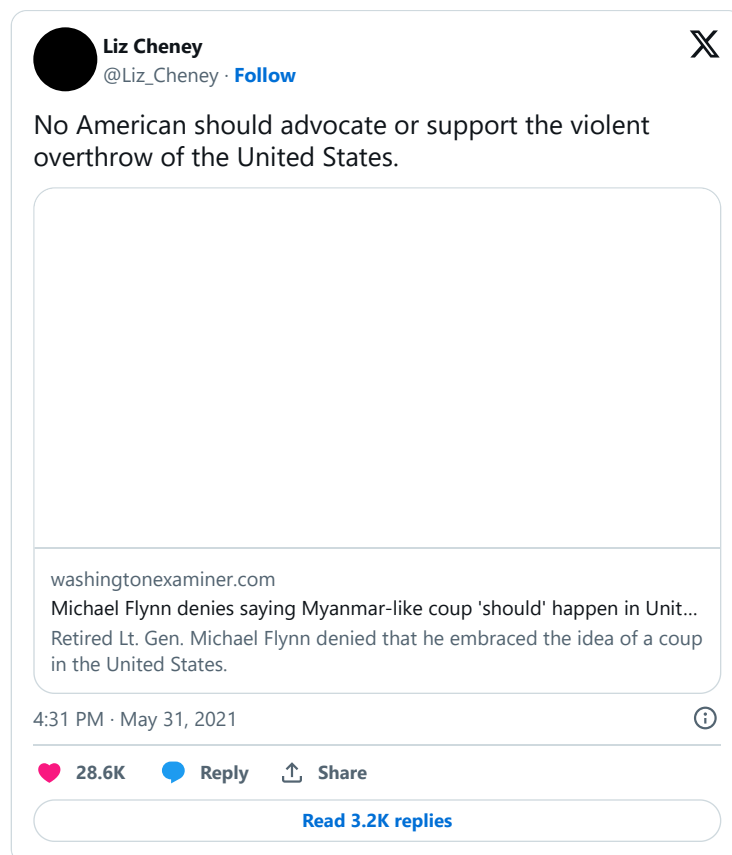 Liz Cheney
@Liz_Cheney · Follow
No American should advocate or support the violent
overthrow of the United States.
washingtonexaminer.com
Michael Flynn denies saying Myanmar-like coup 'should' happen in Unit...
Retired Lt. Gen. Michael Flynn denied that he embraced the idea of a coup
in the United States.
4:31 PM · May 31, 2021
28.6K Reply Share
Read 3.2K replies